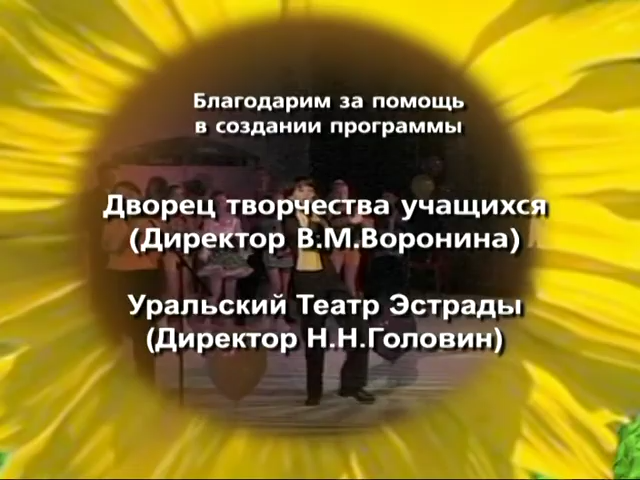 Благодарим за помощь
в создании программы
Дворец творчества учащихся
(Директор В.М.Воронина)
Уральский Театр Эстрады
(Директор Н.Н.Головин)